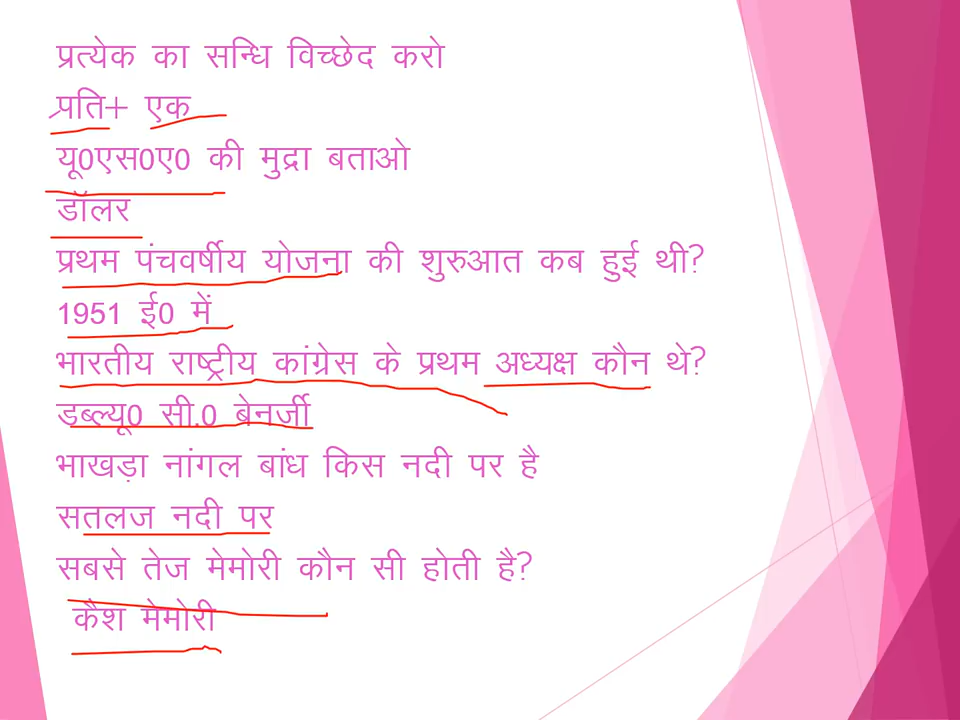 प्रत्येक का सन्धि विच्छेद करो
प्रति+ एक
यू0एस0ए0 की मुद्रा बताओ
डॉलर
प्रथम पंचवर्षीय योजना की शुरुआत कब हुई थी?
1951 ई0 में
भारतीय राष्ट्रीय कांग्रेस के प्रथम अध्यक्ष कौन थे?
डब्ल्यू0 सी.0 बेनर्जी
भाखड़ा नांगल बांध किस नदी पर है
सतलज नदी पर
सबसे तेज मेमोरी कौन सी होती है?
कैश मेमोरी